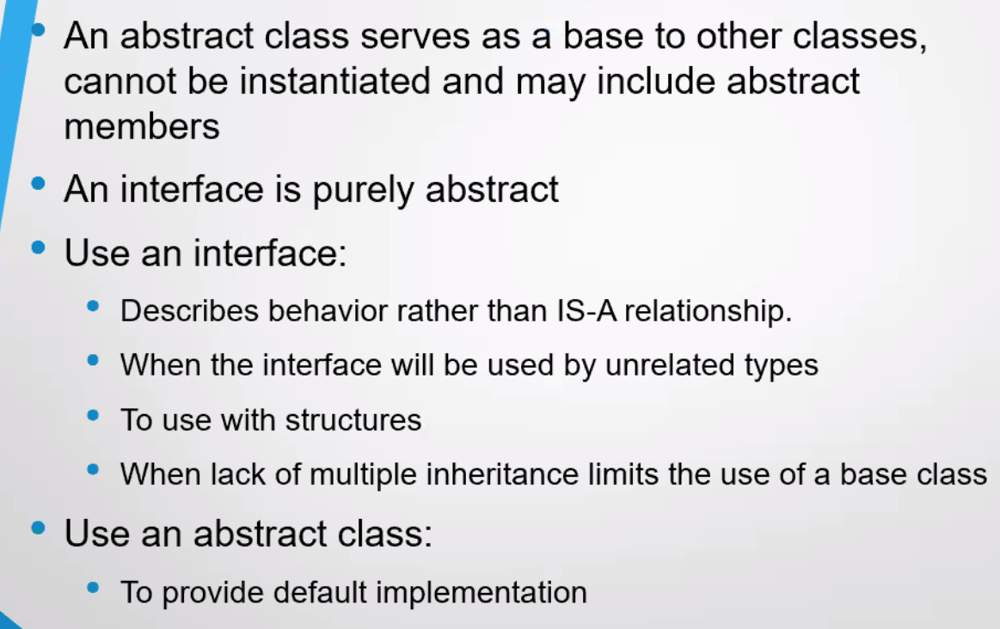 • An abstract class serves as a base to other classes,
cannot be instantiated and may include abstract
members
• An interface is purely abstract
• Use an interface:
• Describes behavior rather than IS-A relationship.
• When the interface will be used by unrelated types
• To use with structures
• When lack of multiple inheritance limits the use of a base class
• Use an abstract class:
• To provide default implementation